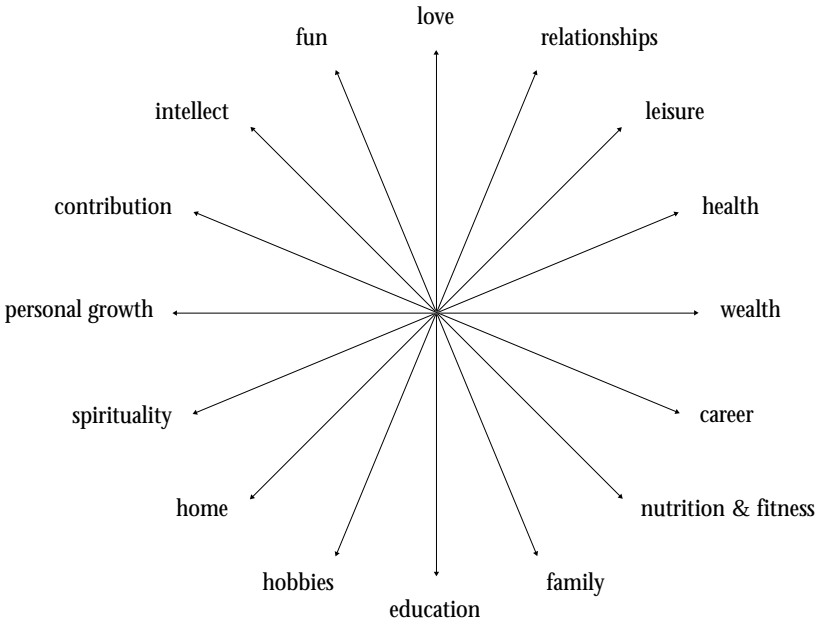 love
fun
relationships
intellect
leisure
contribution
health
personal growth
wealth
spirituality
career
home
nutrition & fitness
hobbies
family
education